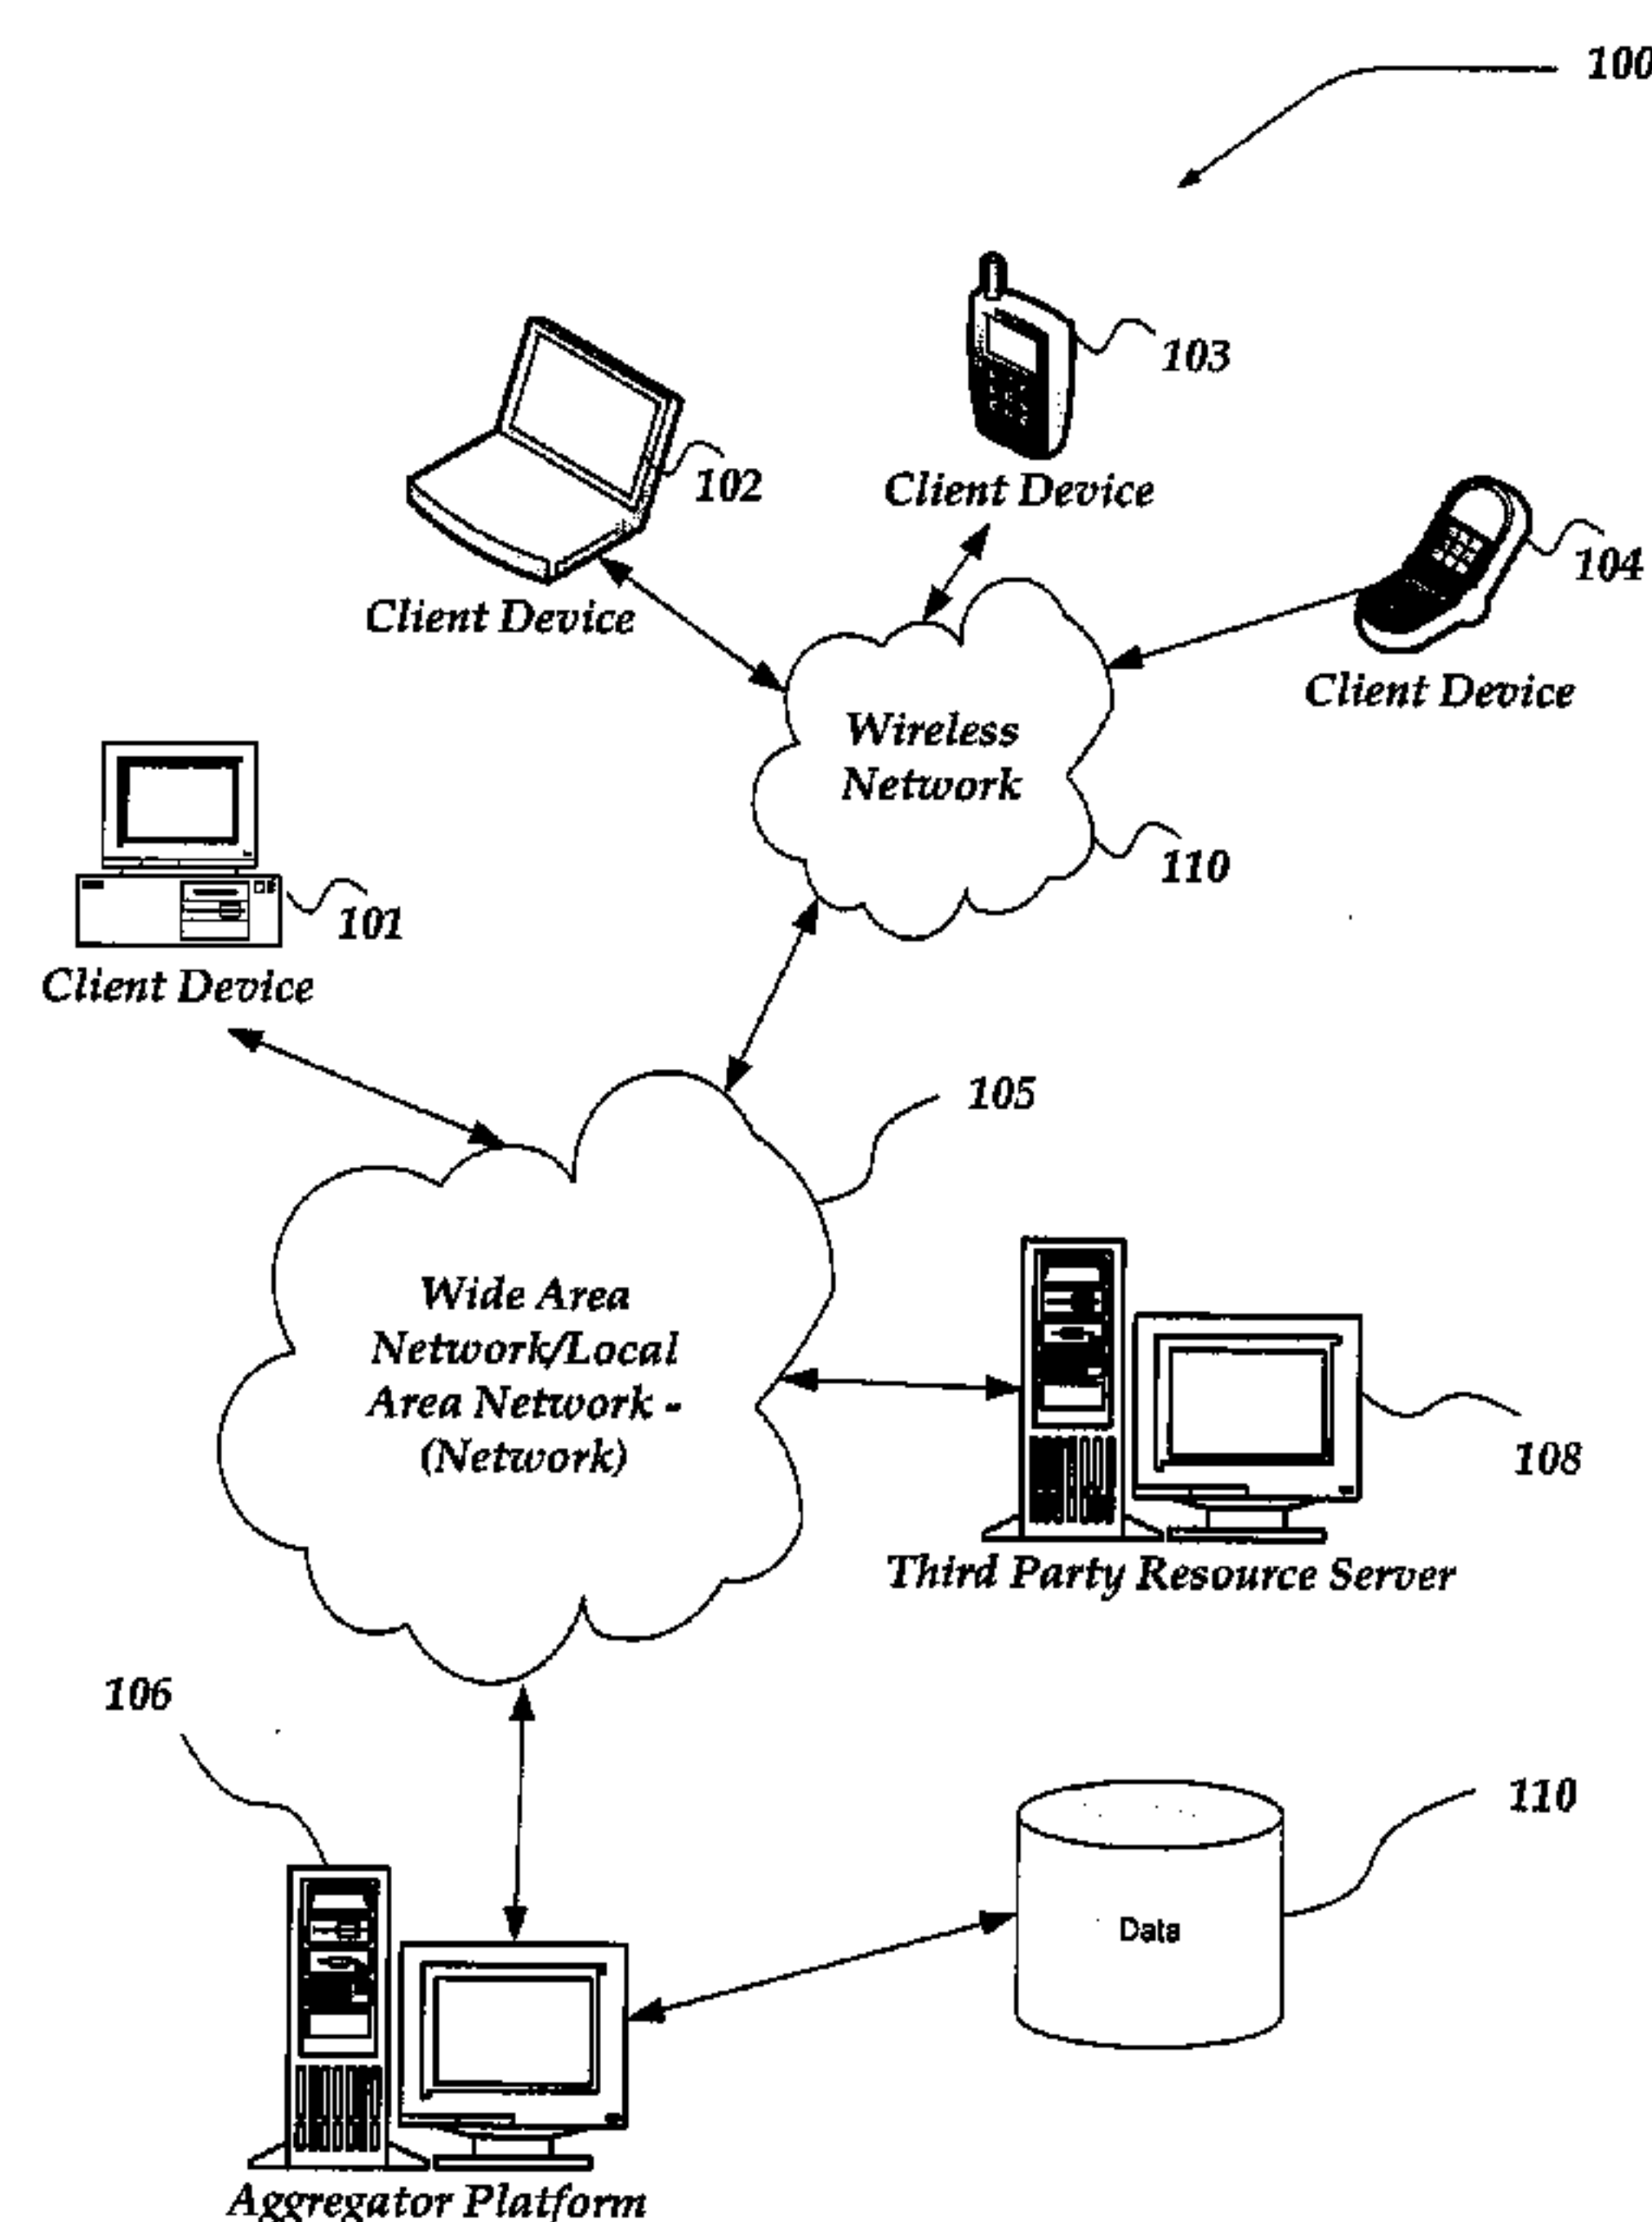 100
103
102
Client Device
104
Client Device
Client Device
Wireless
Network
110
101
Client Device
105
Wide Area
Network/Local
Area Network -
(Network)
108
Third Party Resource Server
106
110
Data
Aggregator Platform